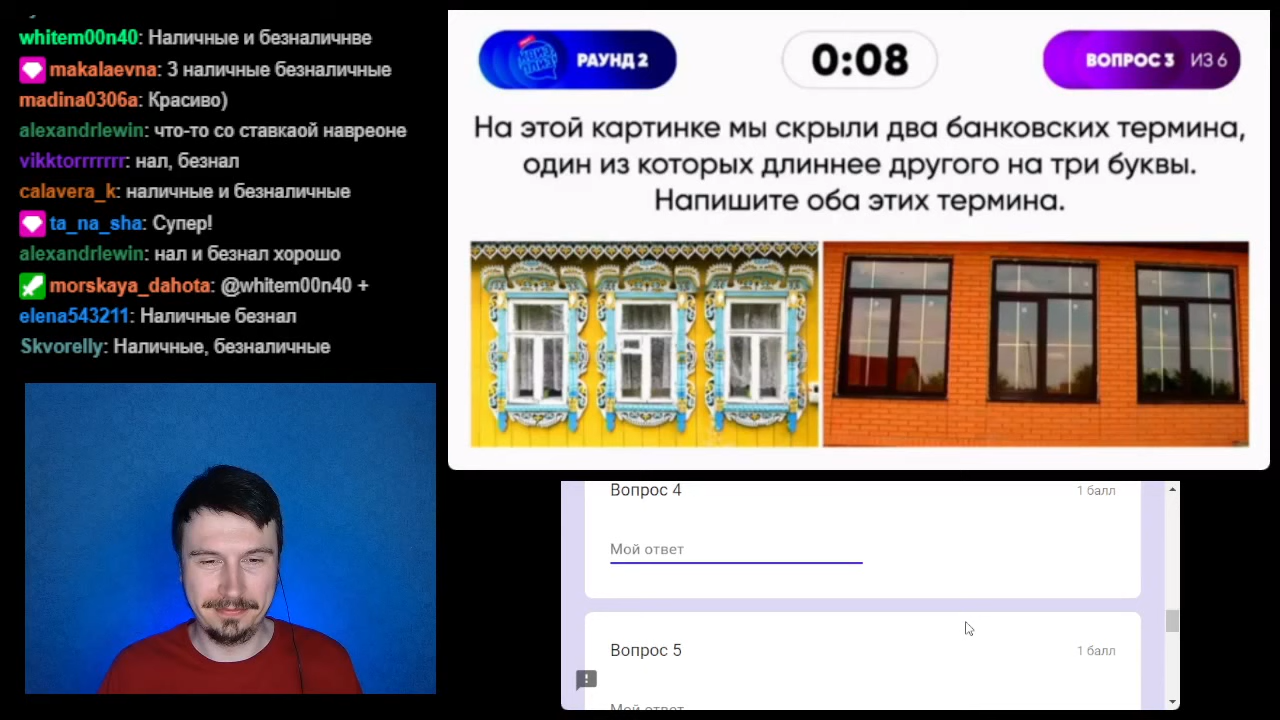 whitem00n40: Наличные и безналичнве
makalaevna: 3 наличные безналичные
madina0306a: Красиво)
alexandrlewin: что-то со ставкаой навреоне
vikktorrrrrrr: нал, безнал
calavera_k: наличные и безналичные
ta_na_sha: Супер!
alexandrlewin: нал и безнал хорошо
morskaya_dahota: @whitem00n40 +
elena543211: Наличные безнал
Skvorelly: Наличные, безналичные
РАУНД 2
0:08
ВОПРОС 3 ИЗ 6
На этой картинке мы скрыли два банковских термина,
один из которых длиннее другого на три буквы.
Напишите оба этих термина.
Вопрос 4 1 балл
Мой ответ
Вопрос 5 1 балл
Мой ответ